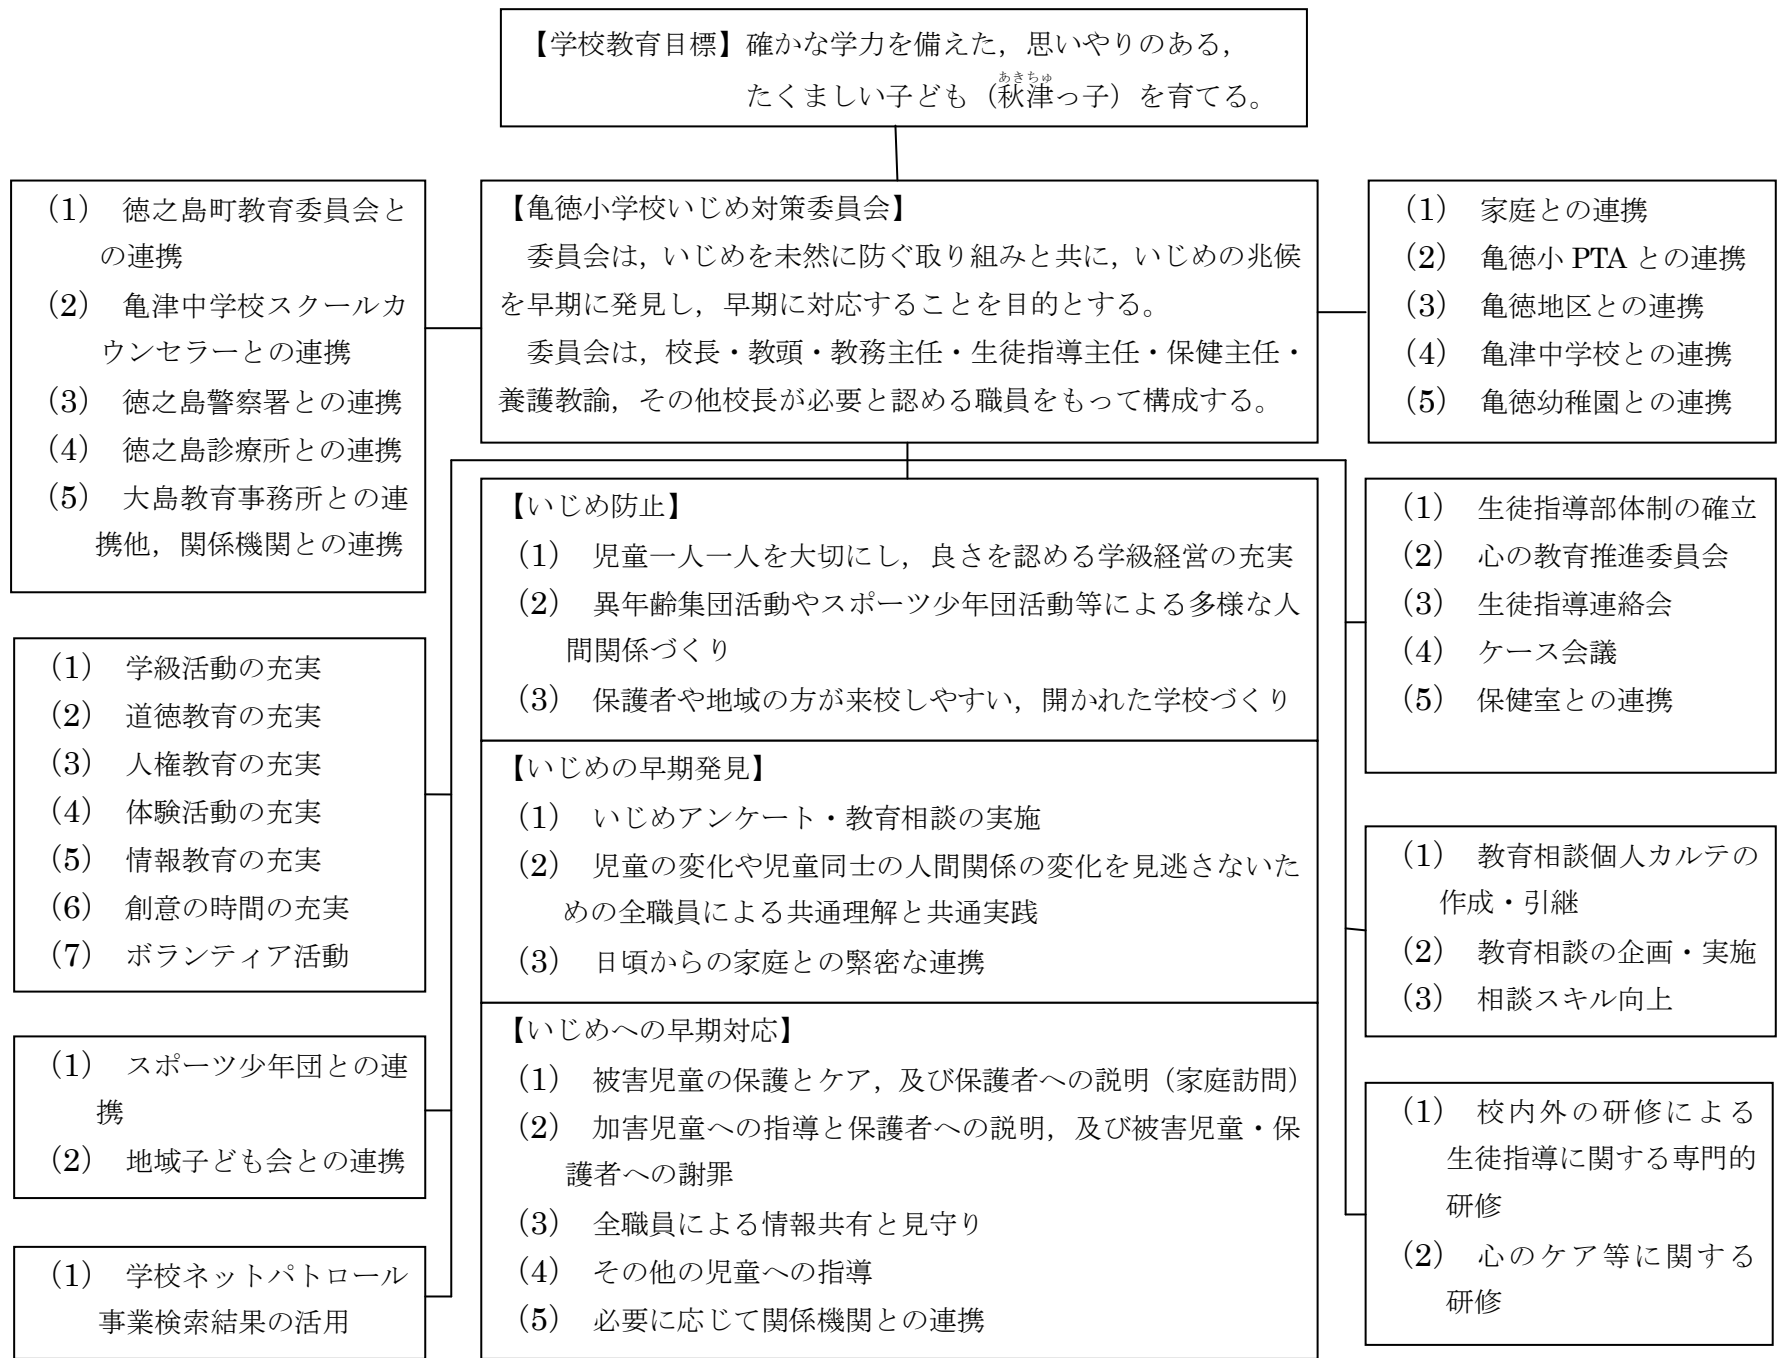 【学校教育目標】確かな学力を備えた，思いやりのある，
たくましい子ども（秋津っ子）を育てる。
あきちゅ
（1）　徳之島町教育委員会と
の連携
（2）　亀津中学校スクールカ
ウンセラーとの連携
（3）　徳之島警察署との連携
（4）　徳之島診療所との連携
（5）　大島教育事務所との連
携他，関係機関との連携
【亀徳小学校いじめ対策委員会】
委員会は，いじめを未然に防ぐ取り組みと共に，いじめの兆候
を早期に発見し，早期に対応することを目的とする。
委員会は，校長・教頭・教務主任・生徒指導主任・保健主任・
養護教諭，その他校長が必要と認める職員をもって構成する。
（1）　家庭との連携
（2）　亀徳小 PTA との連携
（3）　亀徳地区との連携
（4）　亀津中学校との連携
（5）　亀徳幼稚園との連携
（1）　学級活動の充実
（2）　道徳教育の充実
（3）　人権教育の充実
（4）　体験活動の充実
（5）　情報教育の充実
（6）　創意の時間の充実
（7）　ボランティア活動
（1）　スポーツ少年団との連
携
（2）　地域子ども会との連携
（1）　学校ネットパトロール
事業検索結果の活用
【いじめ防止】
（1）　児童一人一人を大切にし，良さを認める学級経営の充実
（2）　異年齢集団活動やスポーツ少年団活動等による多様な人
間関係づくり
（3）　保護者や地域の方が来校しやすい，開かれた学校づくり
【いじめの早期発見】
（1）　いじめアンケート・教育相談の実施
（2）　児童の変化や児童同士の人間関係の変化を見逃さないた
めの全職員による共通理解と共通実践
（3）　日頃からの家庭との緊密な連携
【いじめへの早期対応】
（1）　被害児童の保護とケア，及び保護者への説明（家庭訪問）
（2）　加害児童への指導と保護者への説明，及び被害児童・保
護者への謝罪
（3）　全職員による情報共有と見守り
（4）　その他の児童への指導
（5）　必要に応じて関係機関との連携
（1）　生徒指導部体制の確立
（2）　心の教育推進委員会
（3）　生徒指導連絡会
（4）　ケース会議
（5）　保健室との連携
（1）　教育相談個人カルテの
作成・引継
（2）　教育相談の企画・実施
（3）　相談スキル向上
（1）　校内外の研修による
生徒指導に関する専門的
研修
（2）　心のケア等に関する
研修